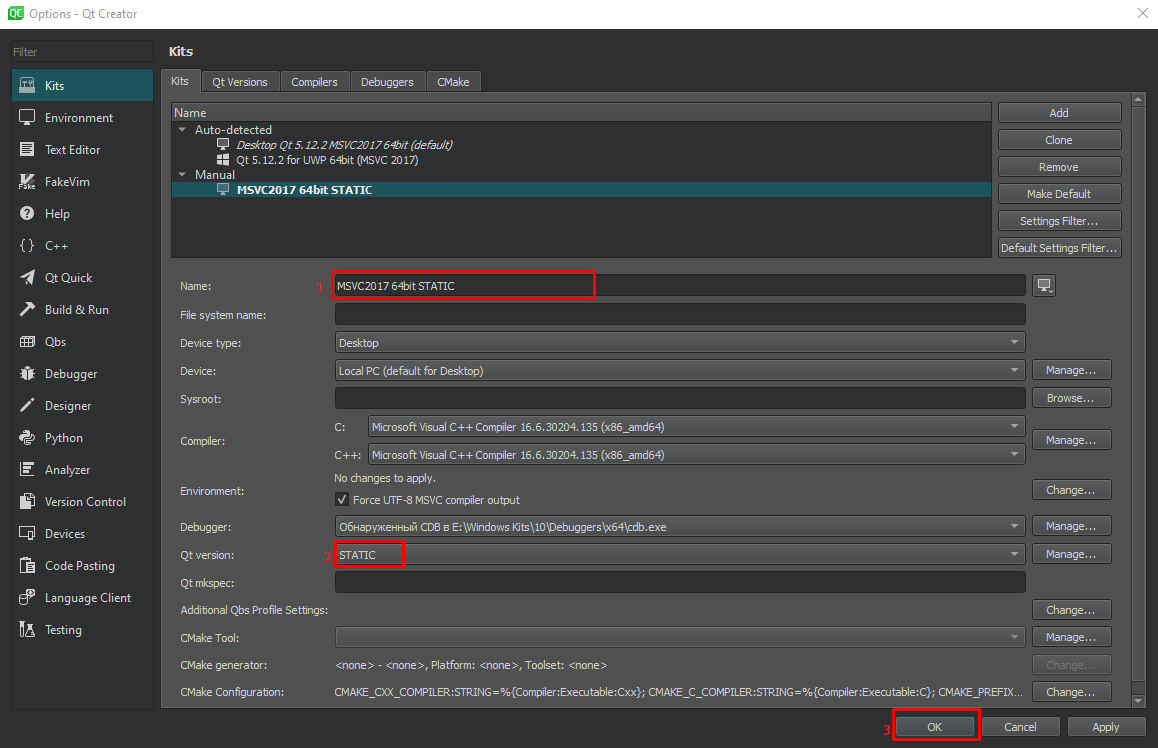 Options - Qt Creator
Filter
Kits
Environment
Text Editor
FakeVim
Help
C++
Qt Quick
Build & Run
Qbs
Debugger
Designer
Python
Analyzer
Version Control
Devices
Code Pasting
Language Client
Testing
Kits
Kits Qt Versions Compilers Debuggers CMake
Name
Auto-detected
Desktop Qt 5.12.2 MSVC2017 64bit (default)
Qt 5.12.2 for UWP 64bit (MSVC 2017)
Manual
MSVC2017 64bit STATIC
Add
Clone
Remove
Make Default
Settings Filter...
Default Settings Filter...
Name: 1 MSVC2017 64bit STATIC
File system name:
Device type: Desktop
Device: Local PC (default for Desktop) Manage...
Sysroot: Browse...
Compiler: C: Microsoft Visual C++ Compiler 16.6.30204.135 (x86_amd64)
C++: Microsoft Visual C++ Compiler 16.6.30204.135 (x86_amd64) Manage...
Environment: No changes to apply. Change...
Force UTF-8 MSVC compiler output
Debugger: Обнаруженный CDB в E:\Windows Kits\10\Debuggers\x64\cdb.exe Manage...
Qt version: 2 STATIC Manage...
Qt mkspec:
Additional Qbs Profile Settings: Change...
CMake Tool: Manage...
CMake generator: <none> - <none>, Platform: <none>, Toolset: <none> Change...
CMake Configuration: CMAKE_CXX_COMPILER:STRING=%{Compiler:Executable:Cxx}; CMAKE_C_COMPILER:STRING=%{Compiler:Executable:C}; CMAKE_PREFIX... Change...
3 OK Cancel Apply